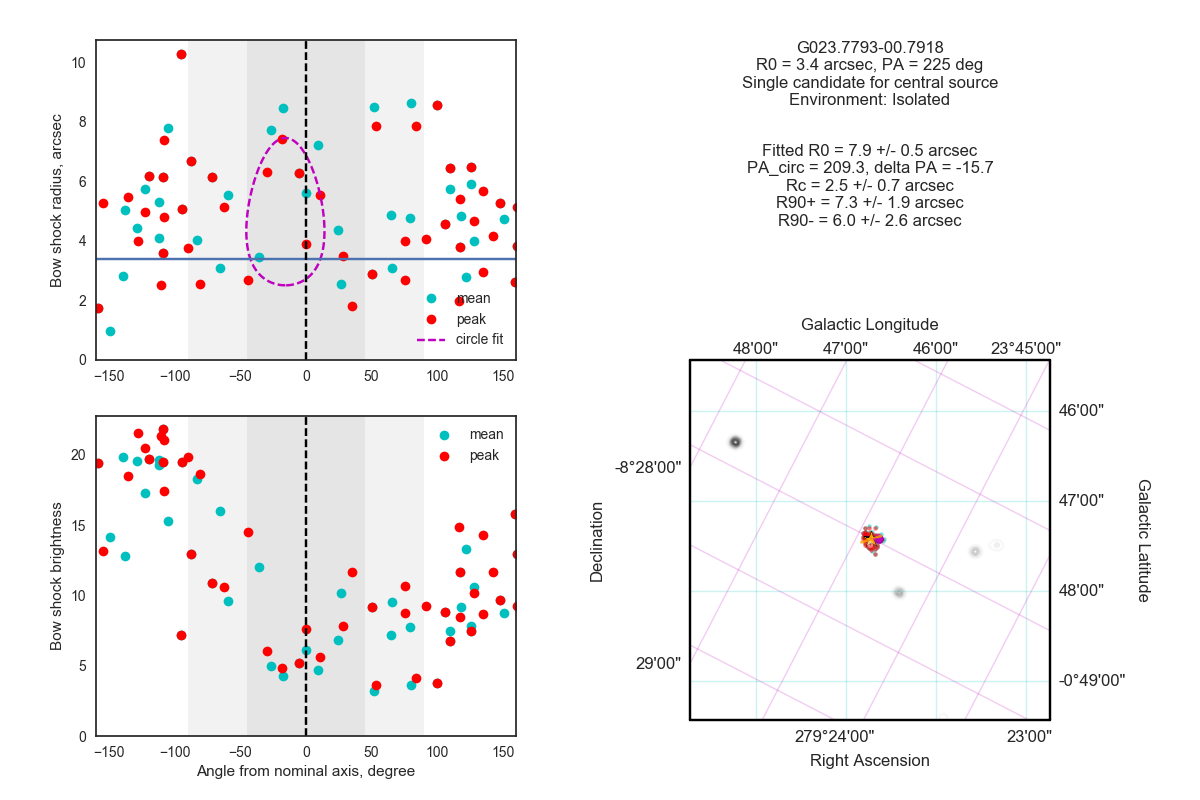 G023.7793-00.7918
R0 = 3.4 arcsec, PA = 225 deg
Single candidate for central source
Environment: Isolated
Fitted R0 = 7.9 +/- 0.5 arcsec
PA_circ = 209.3, delta PA = -15.7
Rc = 2.5 +/- 0.7 arcsec
R90+ = 7.3 +/- 1.9 arcsec
R90- = 6.0 +/- 2.6 arcsec
Bow shock radius, arcsec
10
8
6
4
2
0
−150 −100 −50 0 50 100 150
mean
peak
circle fit
Bow shock brightness
20
15
10
5
0
−150 −100 −50 0 50 100 150
mean
peak
Angle from nominal axis, degree
Galactic Longitude
48'00" 47'00" 46'00" 23°45'00"
46'00"
47'00"
48'00"
-0°49'00"
Galactic Latitude
-8°28'00"
29'00"
Declination
279°24'00" 23'00"
Right Ascension